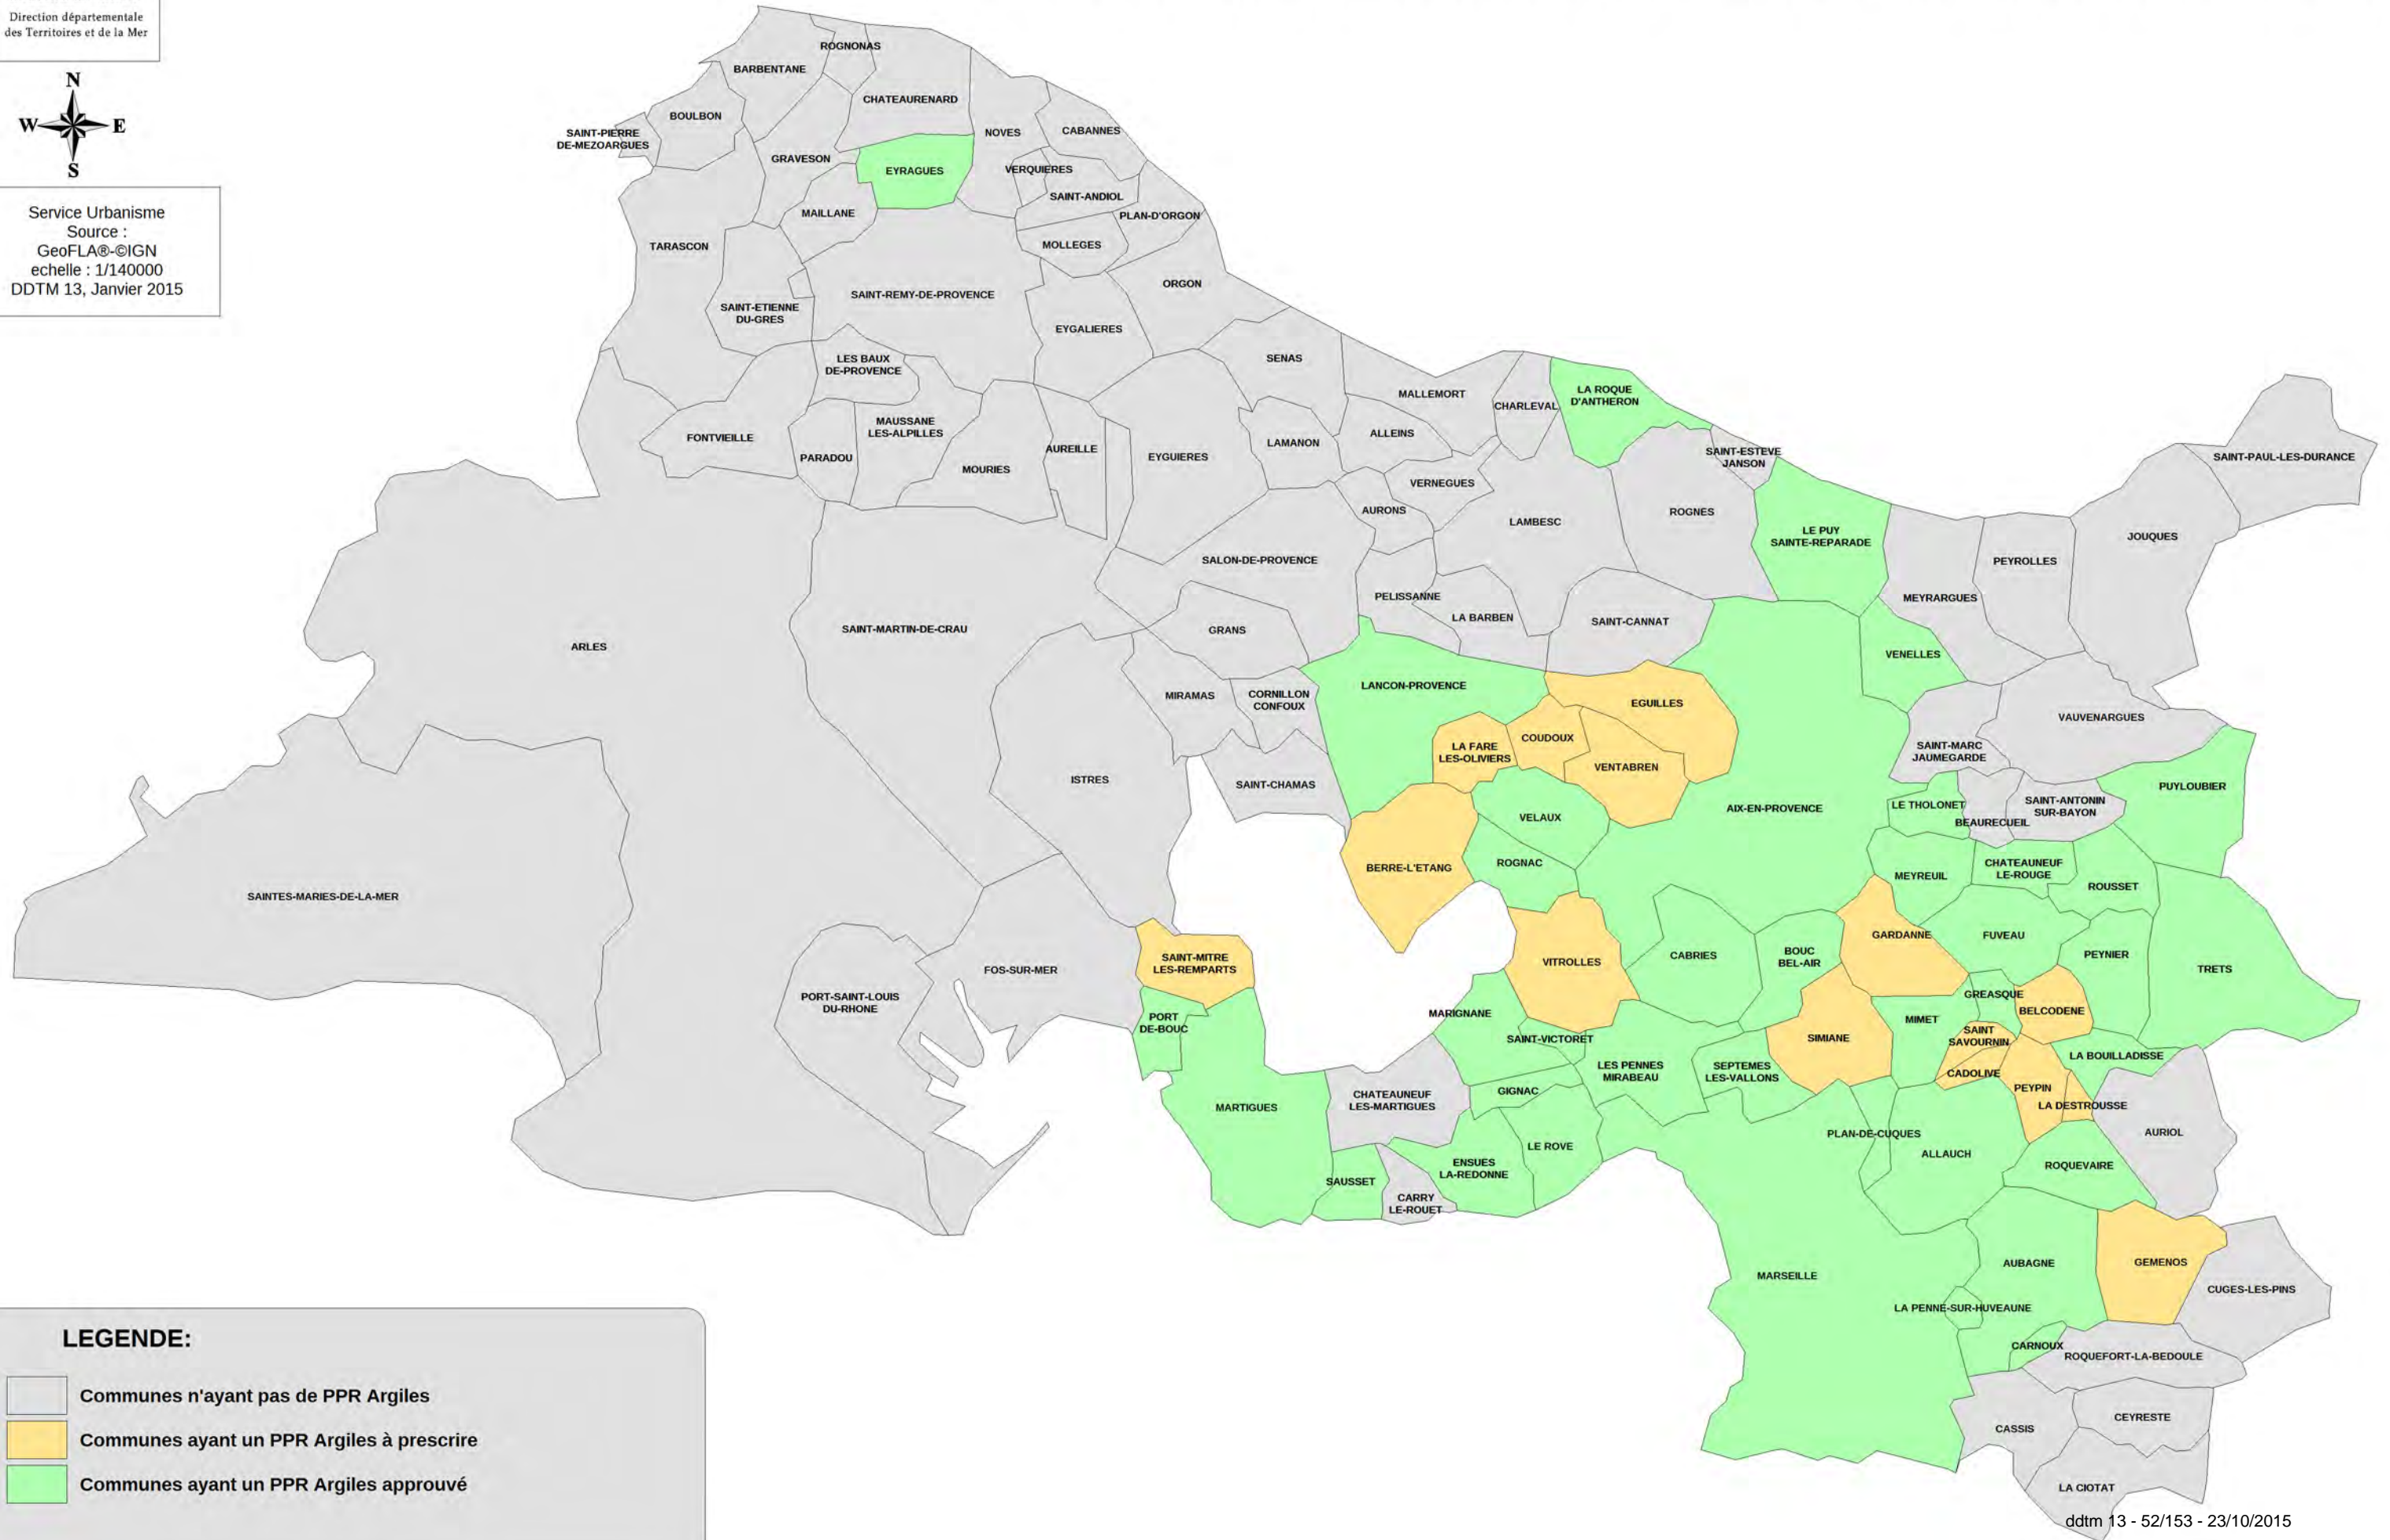 Direction départementale
des Territoires et de la Mer
N
W
E
S
Service Urbanisme
Source :
GeoFLA®-©IGN
echelle : 1/140000
DDTM 13, Janvier 2015
ROGNONAS
BARBENTANE
CHATEAURENARD
BOULBON
SAINT-PIERRE
DE-MEZOARGUES
NOVES
CABANNES
GRAVESON
EYRAGUES
VERQUIERES
SAINT-ANDIOL
MAILLANE
PLAN-D'ORGON
TARASCON
MOLLEGES
ORGON
SAINT-REMY-DE-PROVENCE
SAINT-ETIENNE
DU-GRES
EYGALIERES
LES BAUX
DE-PROVENCE
SENAS
MALLEMORT
CHARLEVAL
LA ROQUE
D'ANTHERON
FONTVIEILLE
MAUSSANE
LES-ALPILLES
PARADOU
MOURIES
AUREILLE
EYGUIERES
LAMANON
ALLEINS
VERNEGUES
SAINT-ESTEVE
JANSON
SAINT-PAUL-LES-DURANCE
AURONS
LAMBESC
ROGNES
LE PUY
SAINTE-REPARADE
JOUQUES
PEYROLLES
SALON-DE-PROVENCE
PELISSANNE
LA BARBEN
SAINT-CANNAT
MEYRARGUES
ARLES
SAINT-MARTIN-DE-CRAU
GRANS
VENELLES
MIRAMAS
CORNILLON
CONFOUX
LANCON-PROVENCE
EGUILLES
VAUVENARGUES
LA FARE
LES-OLIVIERS
COUDOUX
VENTABREN
SAINT-MARC
JAUMEGARDE
ISTRES
SAINT-CHAMAS
PUYLOUBIER
VELAUX
AIX-EN-PROVENCE
LE THOLONET
BEAURECUEIL
SAINT-ANTONIN
SUR-BAYON
BERRE-L'ETANG
ROGNAC
MEYREUIL
CHATEAUNEUF
LE-ROUGE
ROUSSET
SAINTES-MARIES-DE-LA-MER
GARDANNE
FUVEAU
PEYNIER
TRETS
FOS-SUR-MER
SAINT-MITRE
LES-REMPARTS
VITROLLES
CABRIES
BOUC
BEL-AIR
PORT-SAINT-LOUIS
DU-RHONE
PORT
DE-BOUC
MARIGNANE
SAINT-VICTORET
GREASQUE
BELCODENE
MIMET
SAINT
SAVOURNIN
SIMIANE
LA BOUILLADISSE
LES PENNES
MIRABEAU
SEPTEMES
LES-VALLONS
CADOLIVE
PEYPIN
LA DESTROUSSE
MARTIGUES
CHATEAUNEUF
LES-MARTIGUES
GIGNAC
LE ROVE
PLAN-DE-CUQUES
ALLAUCH
AURIOL
ENSUES
LA-REDONNE
ROQUEVAIRE
SAUSSET
CARRY
LE-ROUET
MARSEILLE
AUBAGNE
GEMENOS
CUGES-LES-PINS
LA PENNE-SUR-HUVEAUNE
CARNOUX
ROQUEFORT-LA-BEDOULE
CASSIS
CEYRESTE
LA CIOTAT
LEGENDE:
Communes n'ayant pas de PPR Argiles
Communes ayant un PPR Argiles à prescrire
Communes ayant un PPR Argiles approuvé
ddtm 13 - 52/153 - 23/10/2015